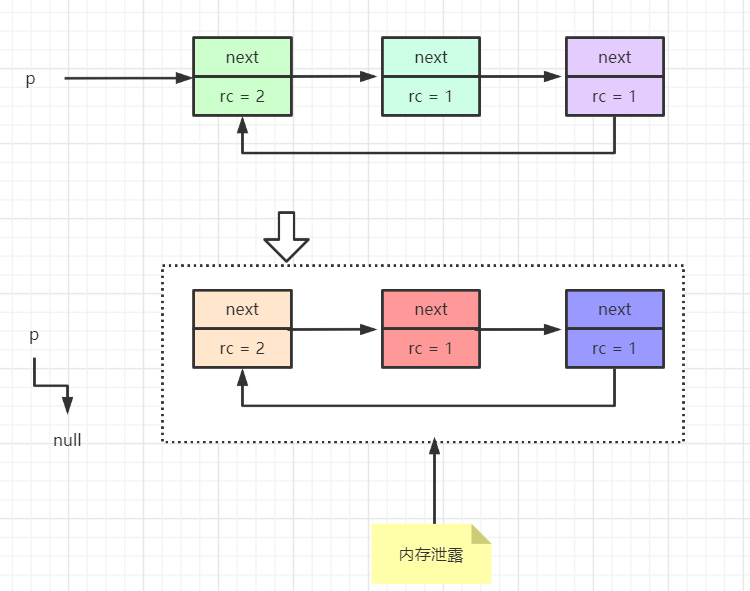 next
next
next
p
rc = 2
rc = 1
rc = 1
next
next
next
p
rc = 2
rc = 1
rc = 1
null
内存泄露